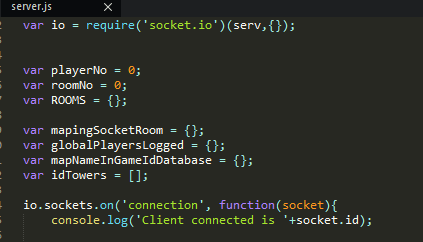 server.js
var io = require('socket.io')(serv,{});
var playerNo = 0;
var roomNo = 0;
var ROOMS = {};
var mapingSocketRoom = {};
var globalPlayersLogged = {};
var mapNameInGameIdDatabase = {};
var idTowers = [];
io.sockets.on('connection', function(socket){
console.log('Client connected is '+socket.id);